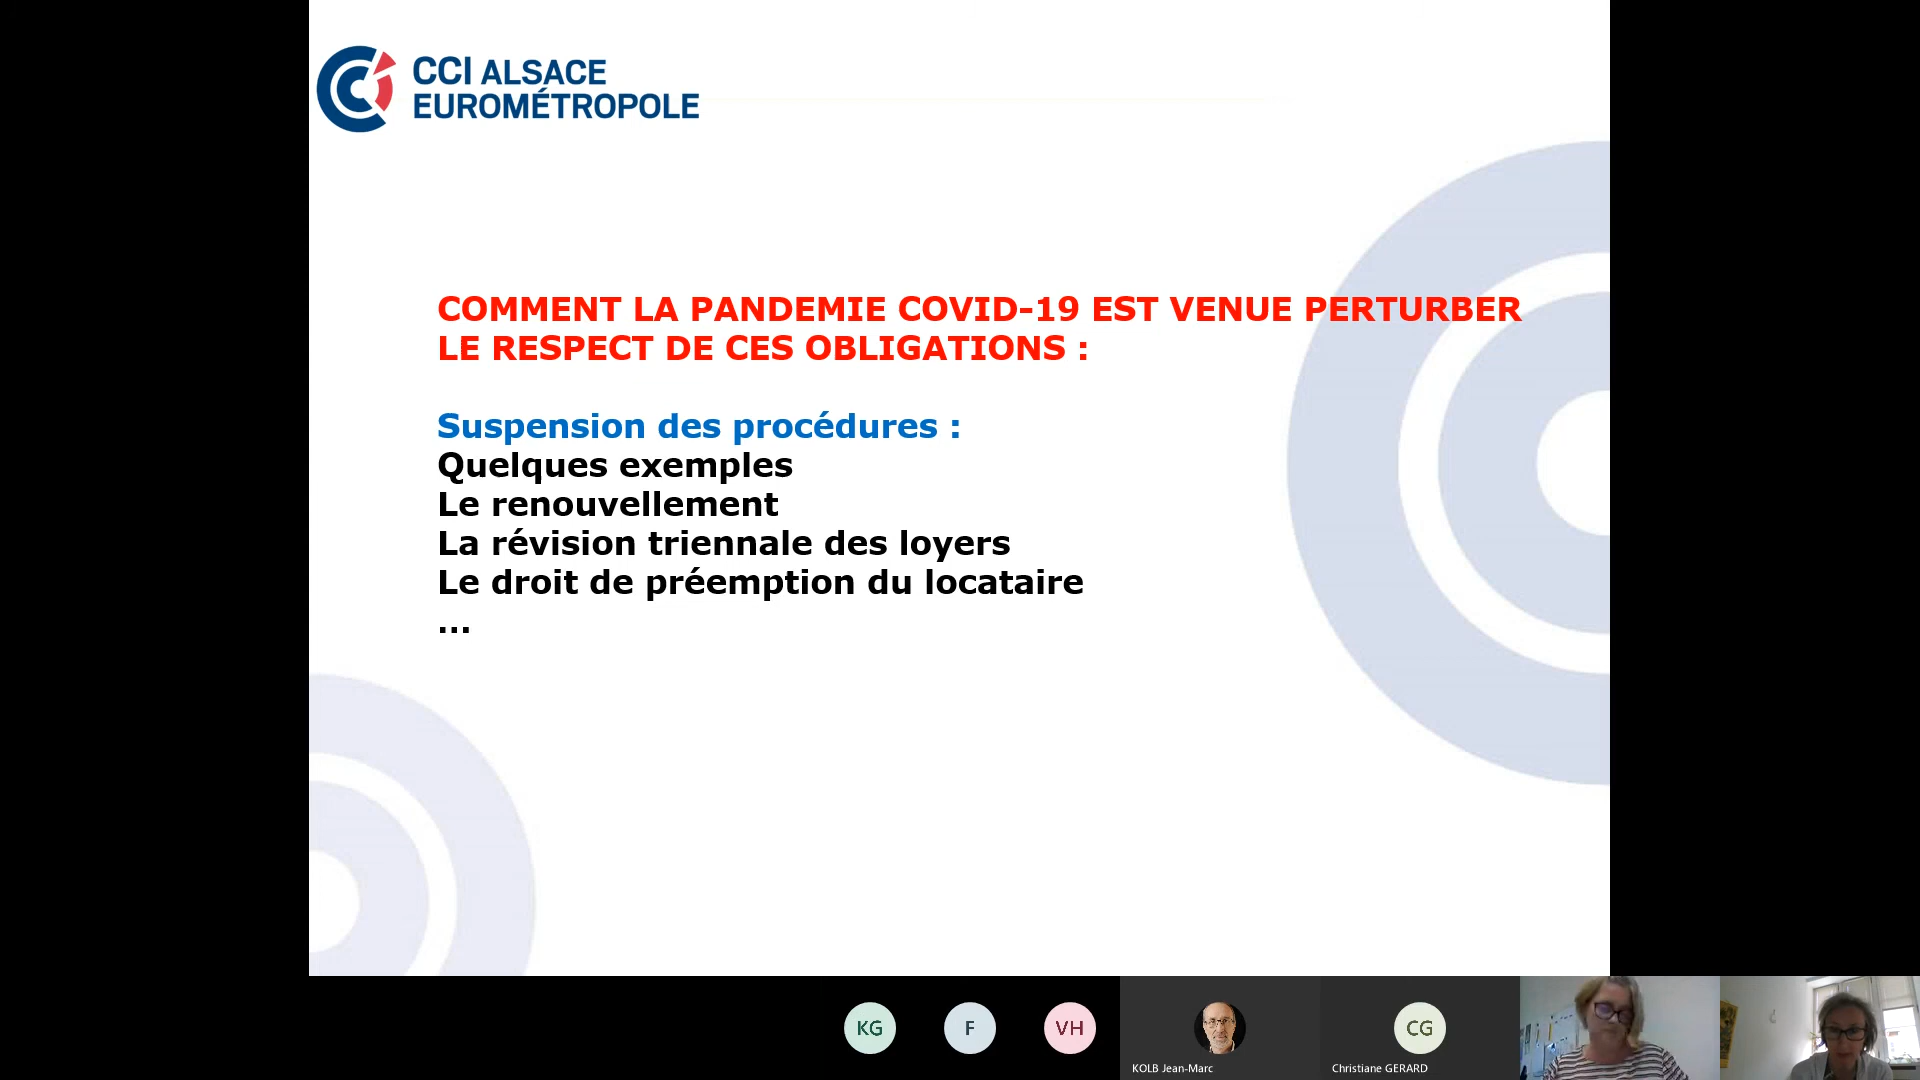 CCI ALSACE
EUROMÉTROPOLE
COMMENT LA PANDEMIE COVID-19 EST VENUE PERTURBER
LE RESPECT DE CES OBLIGATIONS :
Suspension des procédures :
Quelques exemples
Le renouvellement
La révision triennale des loyers
Le droit de préemption du locataire
...
KG
F
VH
CG
KOLB Jean-Marc
Christiane GERARD